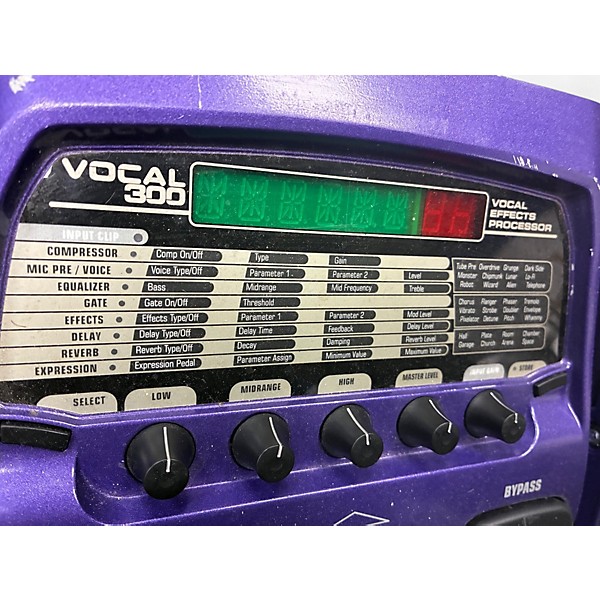 VOCAL
300
VOCAL
EFFECTS
PROCESSOR
INPUT CLIP
COMPRESSOR Comp On/Off Type Gain
MIC PRE / VOICE Voice Type/Off Parameter 1 Parameter 2 Level
EQUALIZER Bass Midrange Mid Frequency Treble
GATE Gate On/Off Threshold
EFFECTS Effects Type/Off Parameter 1 Parameter 2 Mod Level
DELAY Delay Type/Off Delay Time Feedback Delay Level
REVERB Reverb Type/Off Decay Damping Reverb Level
EXPRESSION Expression Pedal Parameter Assign Minimum Value Maximum Value
Tube Pre Overdrive Grunge Dark Side
Monster Chipmunk Lunar Lo-Fi
Robot Wizard Alien Telephone
Chorus Flanger Phaser Tremolo
Vibrato Strobe Doubler Envelope
Pixelator Detune Pitch Whammy
Hall Plate Room Chamber
Garage Church Arena Space
SELECT LOW MIDRANGE HIGH MASTER LEVEL INPUT GAIN STORE
BYPASS